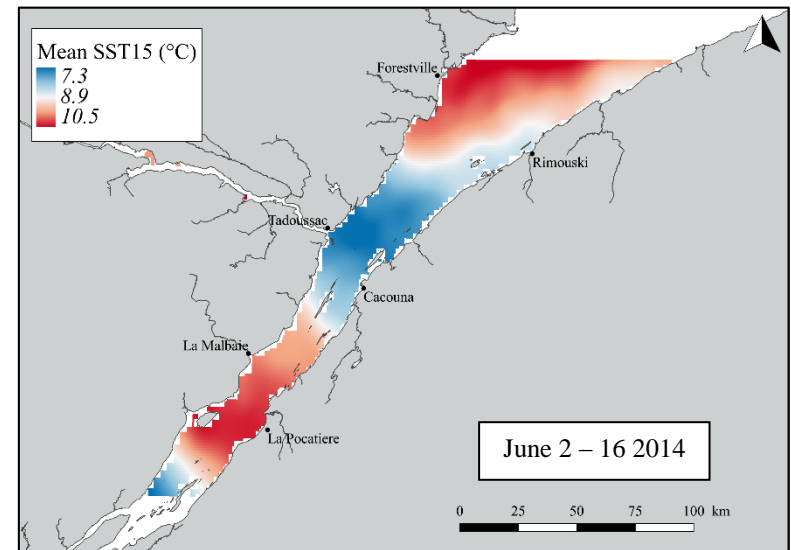 Mean SST15 (°C)
7.3
8.9
10.5
Forestville
Rimouski
Tadoussac
Cacouna
La Malbaie
La Pocatiere
June 2 – 16 2014
0 25 50 75 100 km